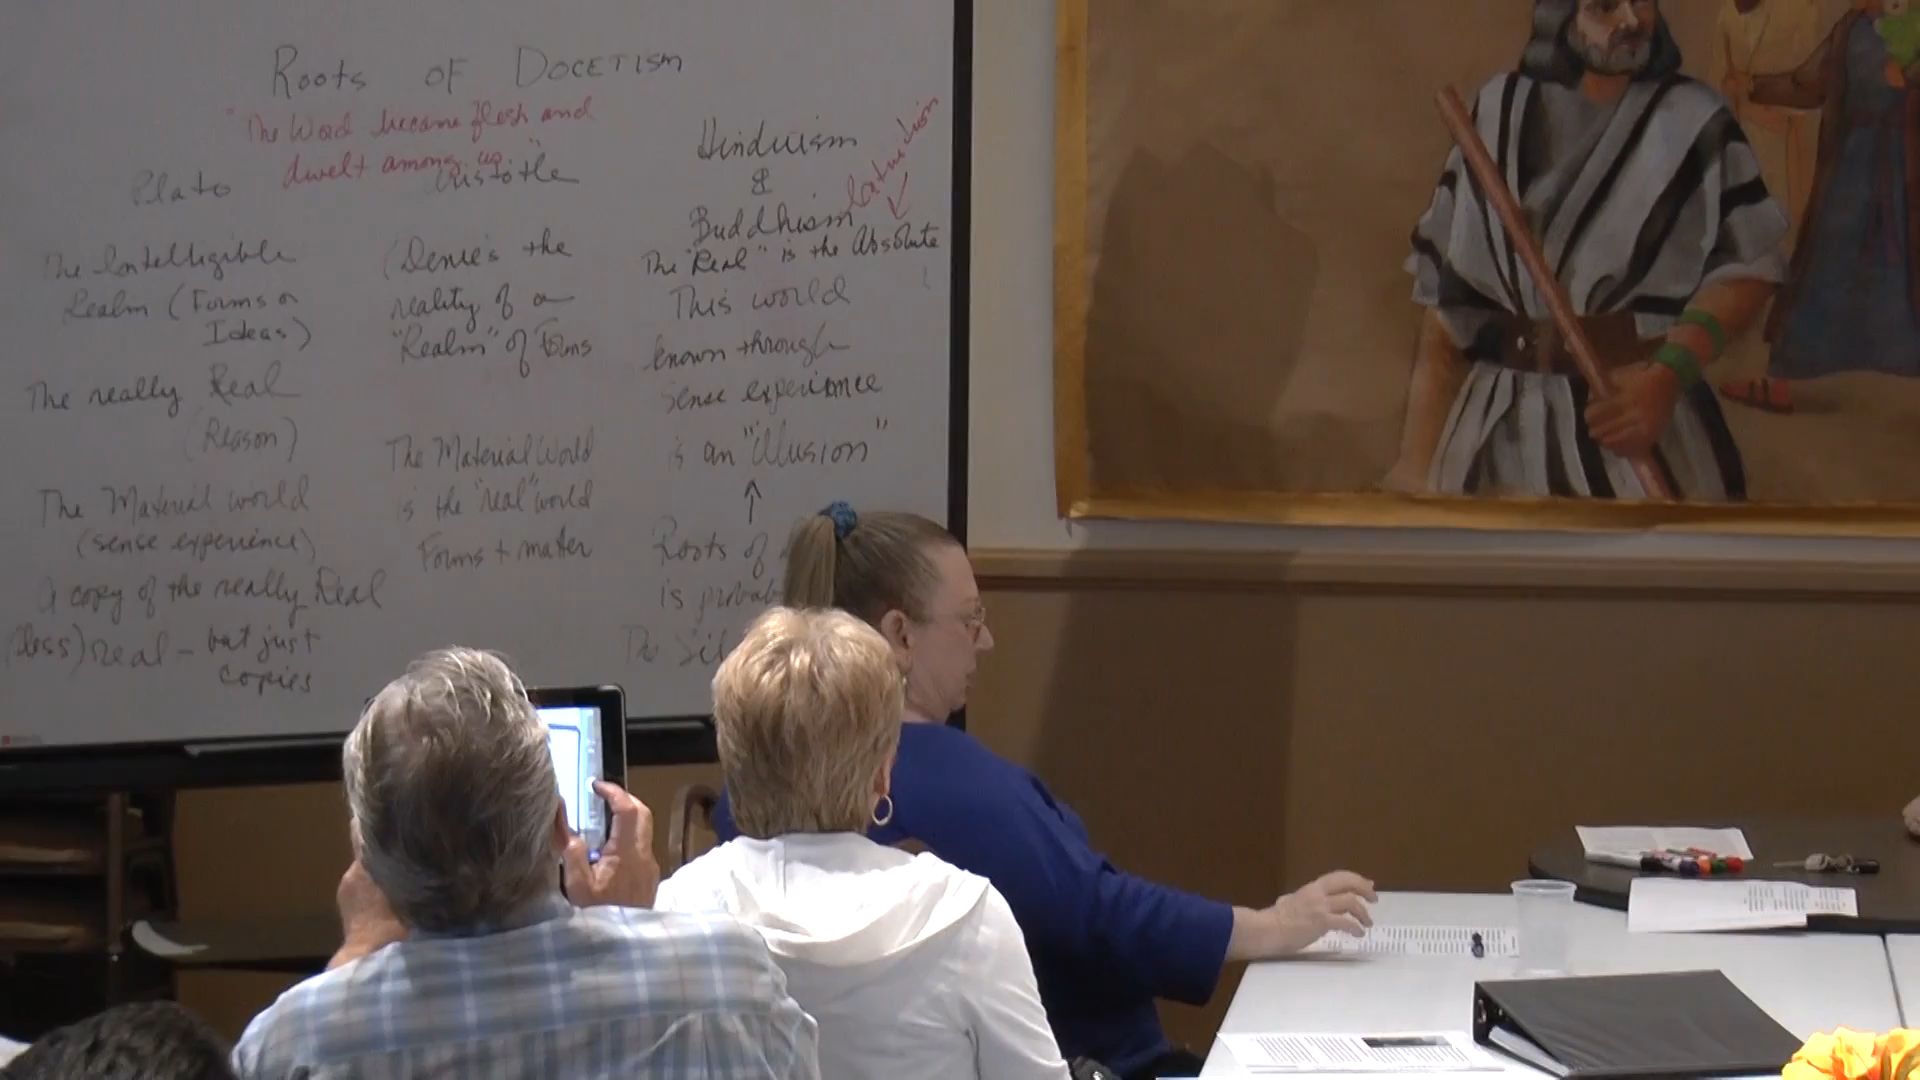 Roots OF DOCETISM
"The Word became flesh and
dwelt among us."
Plato
The Intelligible
Realm (Forms or
Ideas)
The really Real
(Reason)
The Material world
(sense experience)
A copy of the really Real
(less) real - but just
copies
Aristotle
(Denies the
reality of a
"Realm" of Forms
The Material World
is the "real" world
Forms + matter
Hinduism
&
Buddhism
The "Real" is the Absolute
This world
known through
sense experience
is an "illusion"
↑
Roots of
is
The